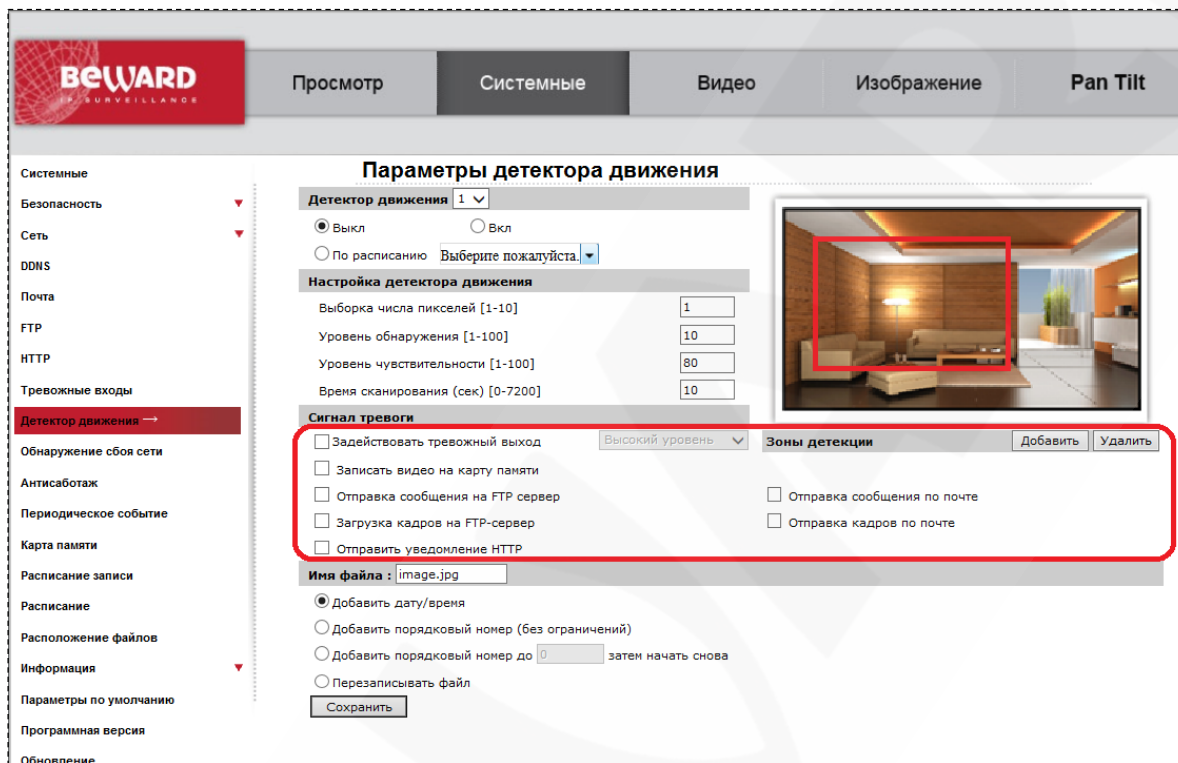 BEWARD
IP SURVEILLANCE
Просмотр Системные Видео Изображение Pan Tilt
Системные
Безопасность
Сеть
DDNS
Почта
FTP
HTTP
Тревожные входы
Детектор движения →
Обнаружение сбоя сети
Антисаботаж
Периодическое событие
Карта памяти
Расписание записи
Расписание
Расположение файлов
Информация
Параметры по умолчанию
Программная версия
Обновление
Параметры детектора движения
Детектор движения 1
Выкл Вкл
По расписанию Выберите пожалуйста.
Настройка детектора движения
Выборка числа пикселей [1-10] 1
Уровень обнаружения [1-100] 10
Уровень чувствительности [1-100] 80
Время сканирования (сек) [0-7200] 10
Сигнал тревоги
Задействовать тревожный выход Высокий уровень Зоны детекции Добавить Удалить
Записать видео на карту памяти
Отправка сообщения на FTP сервер Отправка сообщения по почте
Загрузка кадров на FTP-сервер Отправка кадров по почте
Отправить уведомление HTTP
Имя файла : image.jpg
Добавить дату/время
Добавить порядковый номер (без ограничений)
Добавить порядковый номер до 0 затем начать снова
Перезаписывать файл
Сохранить